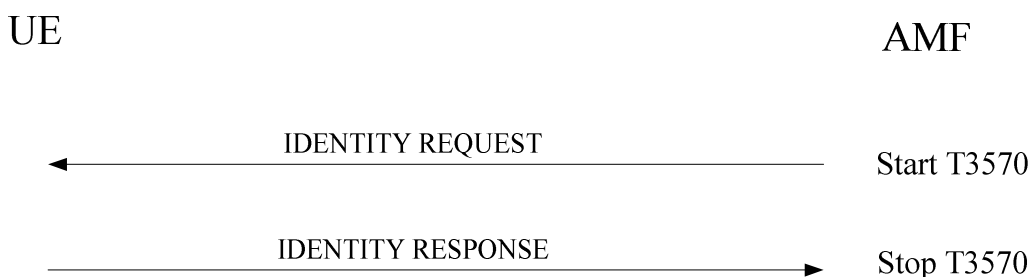 UE
AMF
IDENTITY REQUEST
Start T3570
IDENTITY RESPONSE
Stop T3570